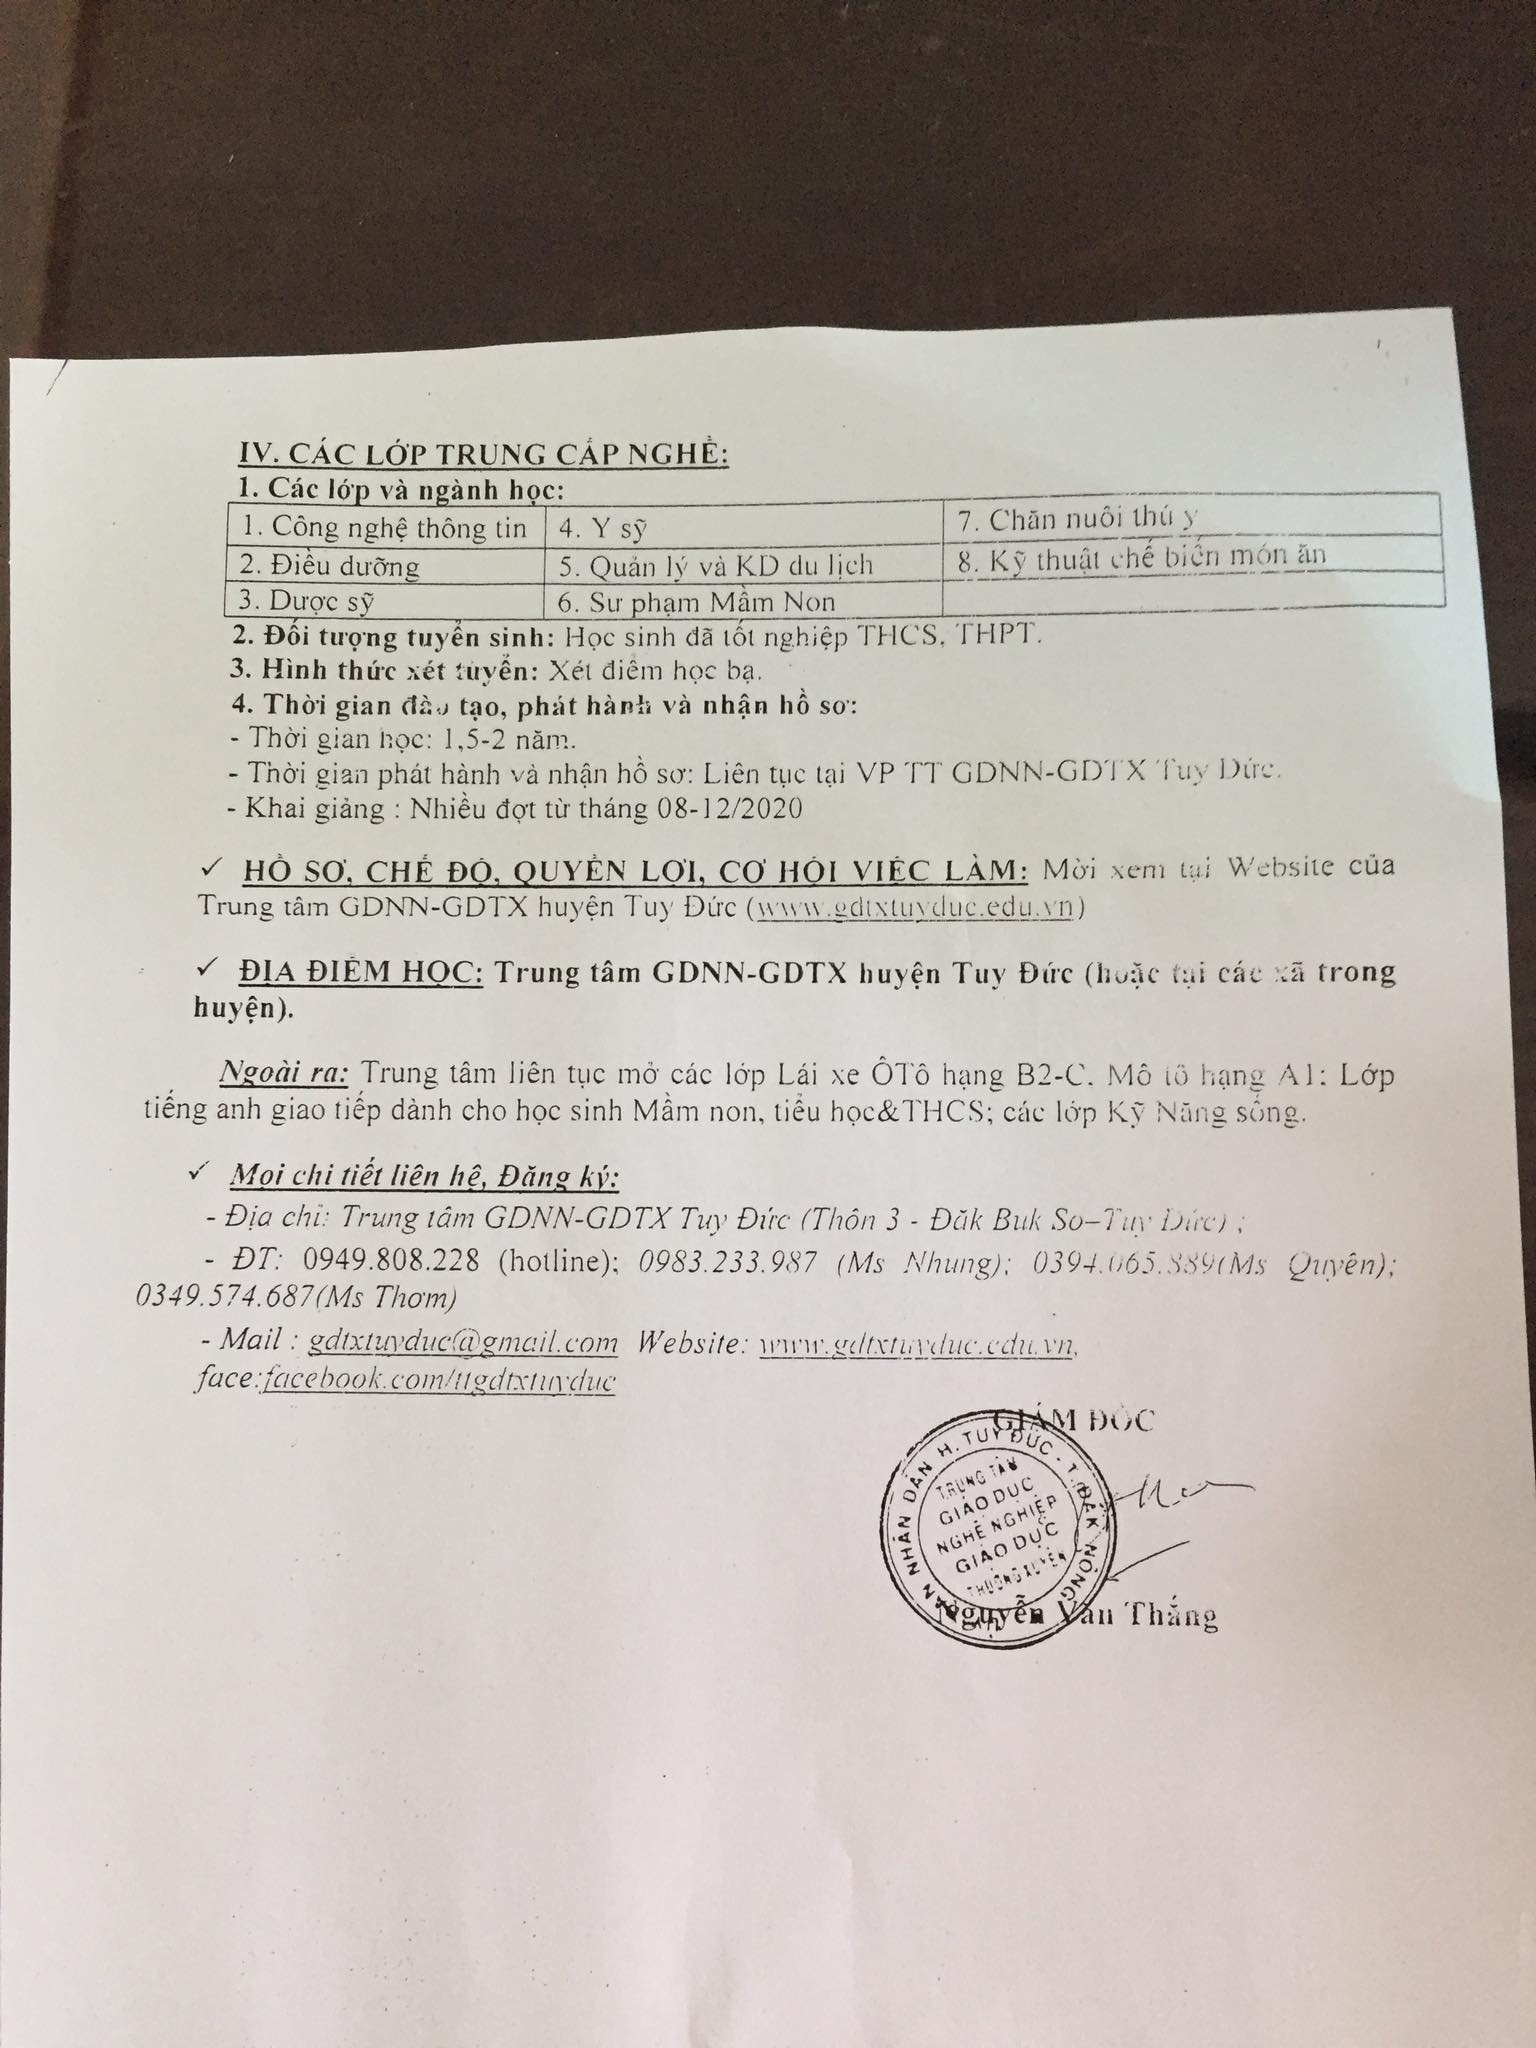 IV. CÁC LỚP TRUNG CẤP NGHỀ:
1. Các lớp và ngành học:
1. Công nghệ thông tin 4. Y sỹ 7. Chăn nuôi thú y
2. Điều dưỡng 5. Quản lý và KD du lịch 8. Kỹ thuật chế biến món ăn
3. Dược sỹ 6. Sư phạm Mầm Non
2. Đối tượng tuyển sinh: Học sinh đã tốt nghiệp THCS, THPT.
3. Hình thức xét tuyển: Xét điểm học bạ.
4. Thời gian đào tạo, phát hành và nhận hồ sơ:
- Thời gian học: 1,5-2 năm.
- Thời gian phát hành và nhận hồ sơ: Liên tục tại VP TT GDNN-GDTX Tuy Đức.
- Khai giảng : Nhiều đợt từ tháng 08-12/2020
✓ HỒ SƠ, CHẾ ĐỘ, QUYỀN LỢI, CƠ HỘI VIỆC LÀM: Mời xem tại Website của
Trung tâm GDNN-GDTX huyện Tuy Đức (www.gdtxtuyduc.edu.vn)
✓ ĐỊA ĐIỂM HỌC: Trung tâm GDNN-GDTX huyện Tuy Đức (hoặc tại các xã trong
huyện).
Ngoài ra: Trung tâm liên tục mở các lớp Lái xe ÔTô hạng B2-C. Mô tô hạng A1; Lớp
tiếng anh giao tiếp dành cho học sinh Mầm non, tiểu học&THCS; các lớp Kỹ Năng sống.
✓ Mọi chi tiết liên hệ, Đăng ký:
- Địa chỉ: Trung tâm GDNN-GDTX Tuy Đức (Thôn 3 - Đăk Buk So–Tuy Đức) ;
- ĐT: 0949.808.228 (hotline); 0983.233.987 (Ms Nhung); 0394.065.889(Ms Quyên);
0349.574.687(Ms Thơm)
- Mail : gdtxtuyduc@gmail.com Website: www.gdtxtuyduc.edu.vn,
face:facebook.com/ttgdtxtuyduc
GIÁM ĐỐC
NHÂN DÂN H. TUY ĐỨC - T. ĐĂK NÔNG
TRUNG TÂM
GIÁO DỤC
NGHỀ NGHIỆP
GIÁO DỤC
THƯỜNG XUYÊN
Nguyễn Văn Thắng